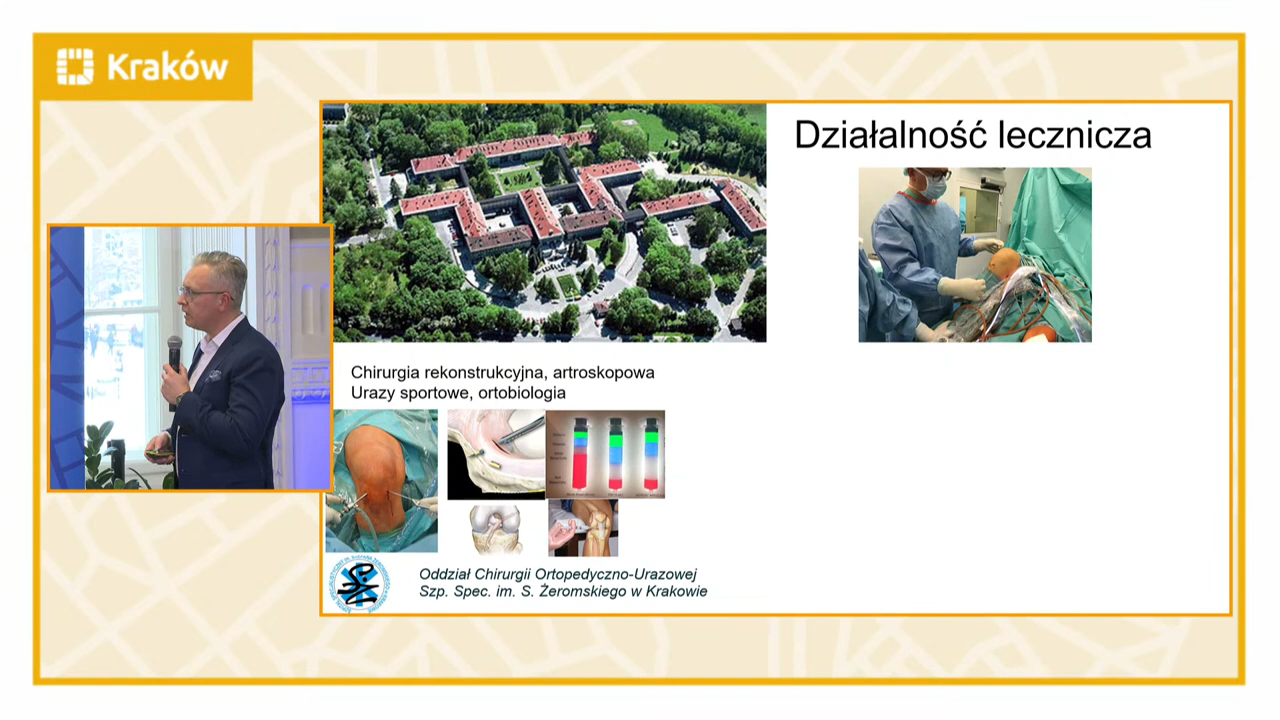 Kraków
Działalność lecznicza
Chirurgia rekonstrukcyjna, artroskopowa
Urazy sportowe, ortobiologia
Oddział Chirurgii Ortopedyczno-Urazowej
Szp. Spec. im. S. Żeromskiego w Krakowie